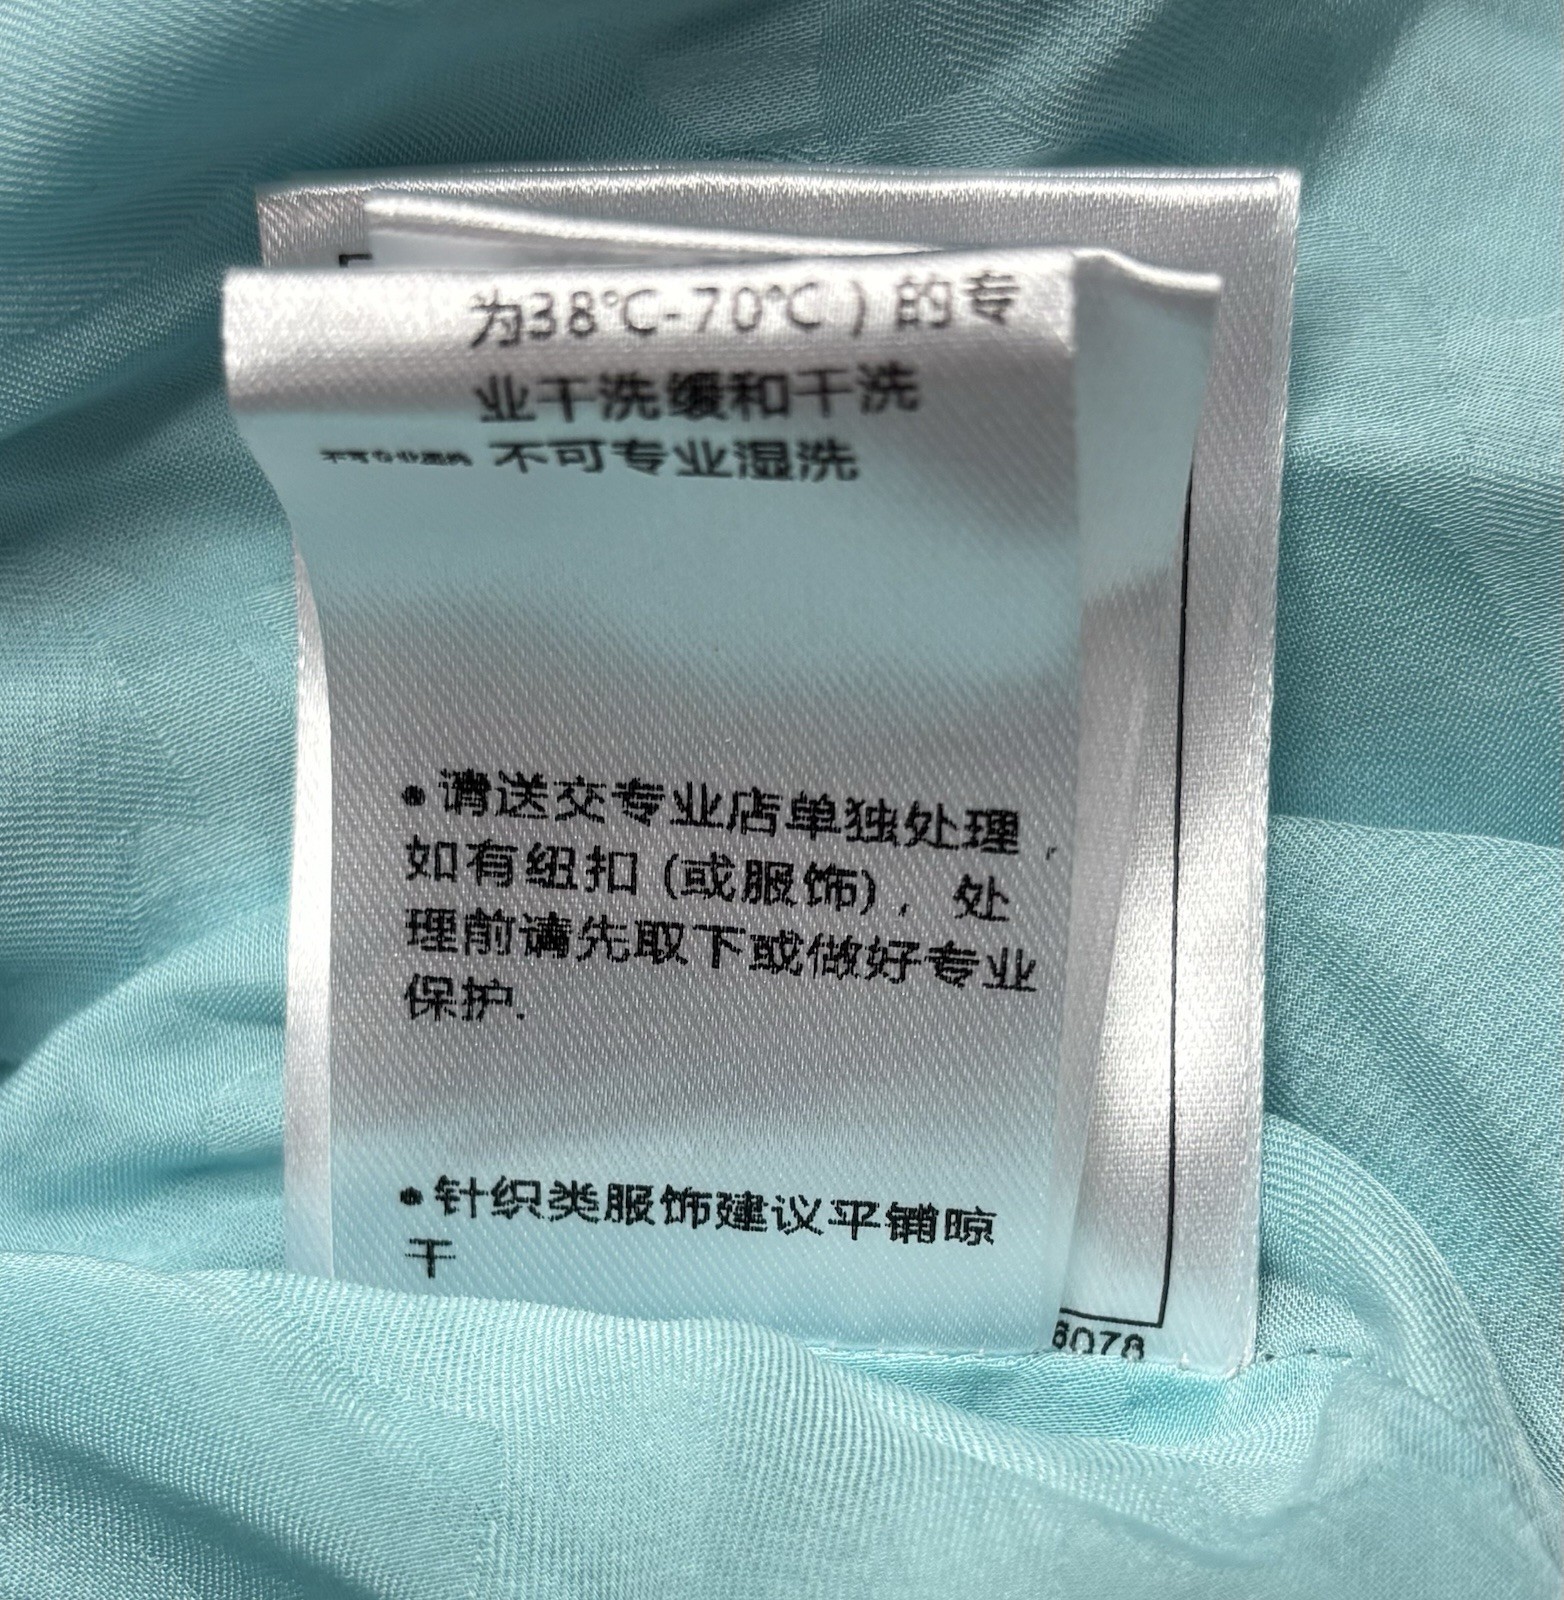 为38℃-70℃）的专
业干洗缓和干洗
不可专业湿洗
•请送交专业店单独处理，
如有纽扣 (或服饰)，处
理前请先取下或做好专业
保护.
•针织类服饰建议平铺晾
干
6078